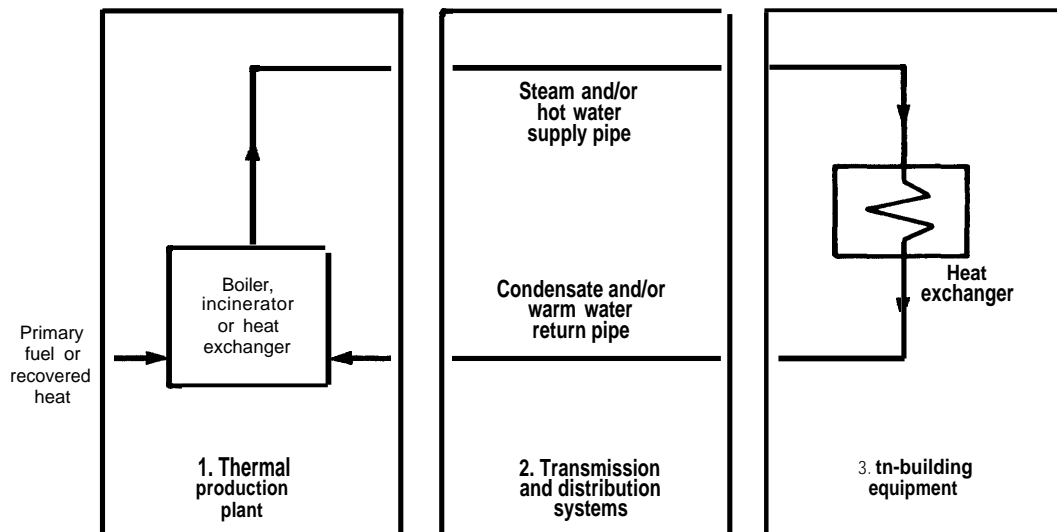 Steam and/or
hot water
supply pipe
Boiler,
incinerator
or heat
exchanger
Primary
fuel or
recovered
heat
Condensate and/or
warm water
return pipe
Heat
exchanger
1. Thermal
production
plant
2. Transmission
and distribution
systems
3. tn-building
equipment